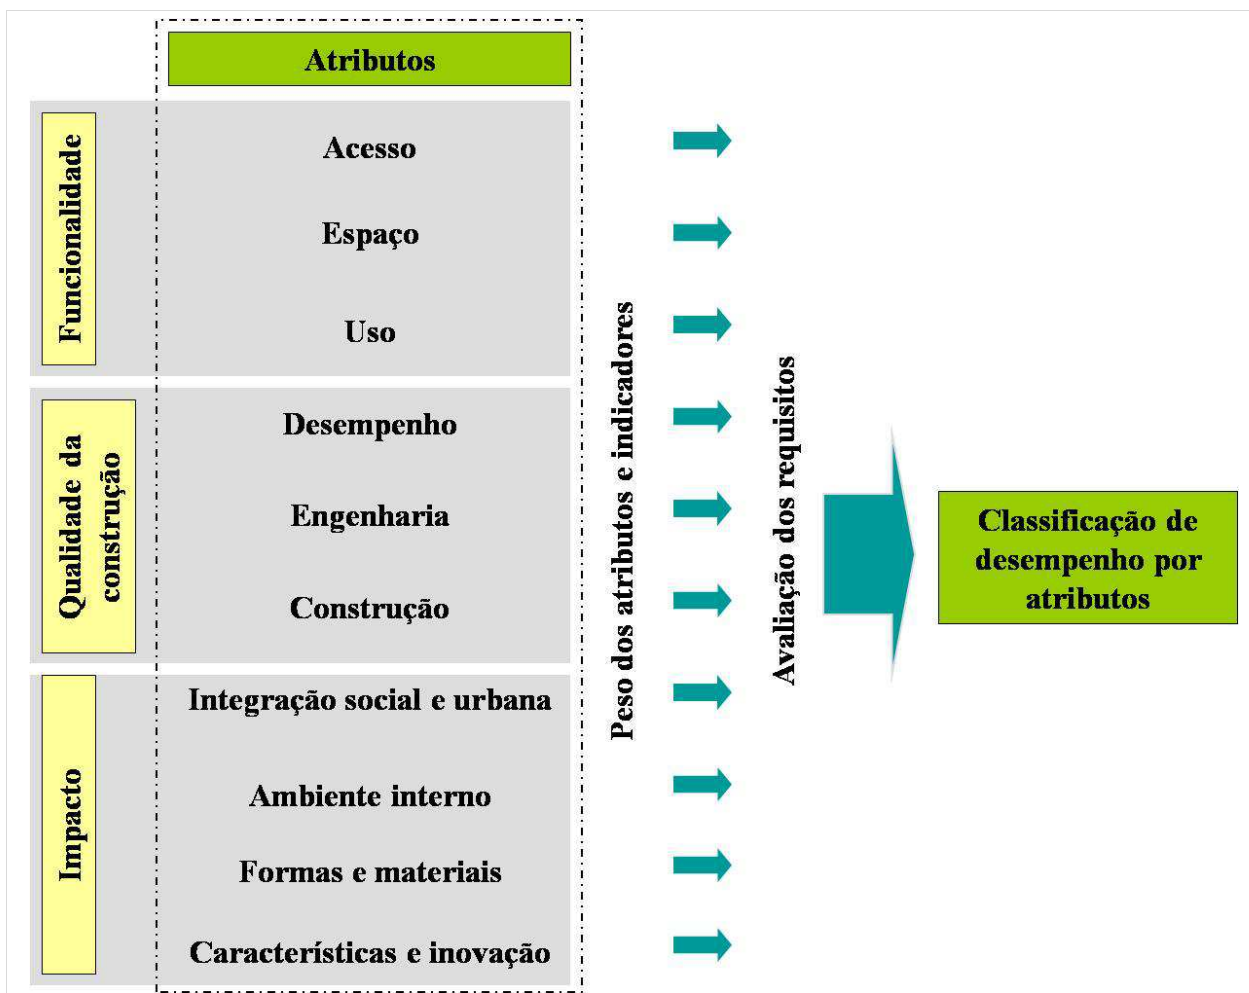 Atributos
Funcionalidade
Acesso
Espaço
Uso
Qualidade da
construção
Desempenho
Engenharia
Construção
Impacto
Integração social e urbana
Ambiente interno
Formas e materiais
Características e inovação
Peso dos atributos e indicadores
Avaliação dos requisitos
Classificação de
desempenho por
atributos